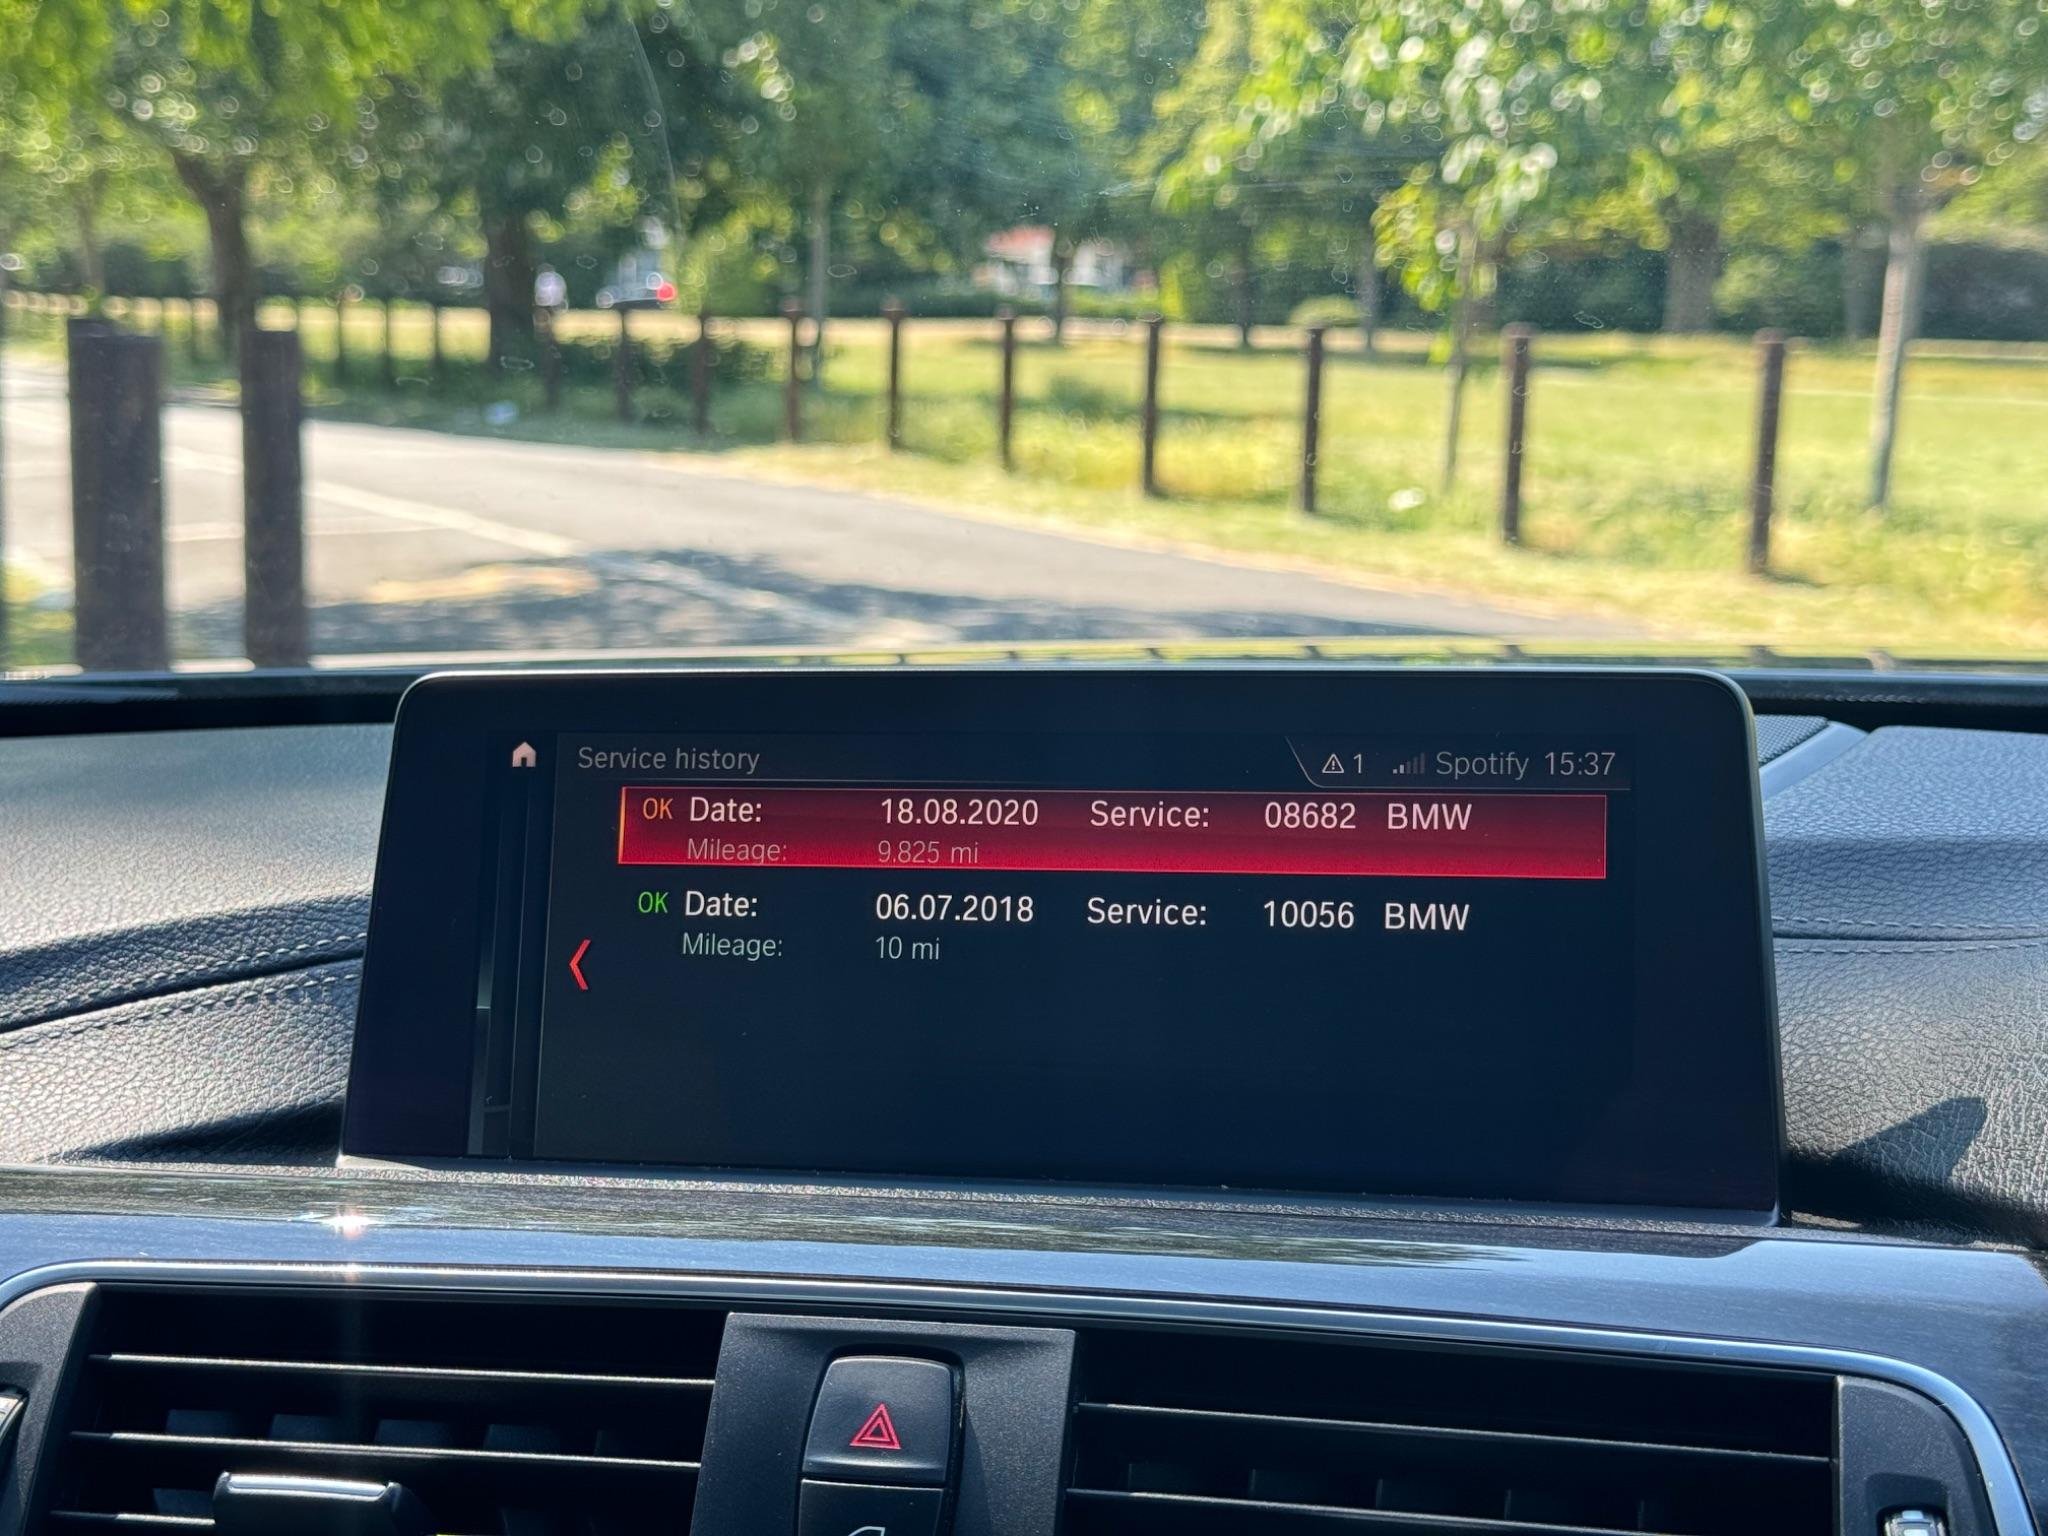 Service history 1 Spotify 15:37
OK Date: 18.08.2020 Service: 08682 BMW
Mileage: 9.825 mi
OK Date: 06.07.2018 Service: 10056 BMW
Mileage: 10 mi